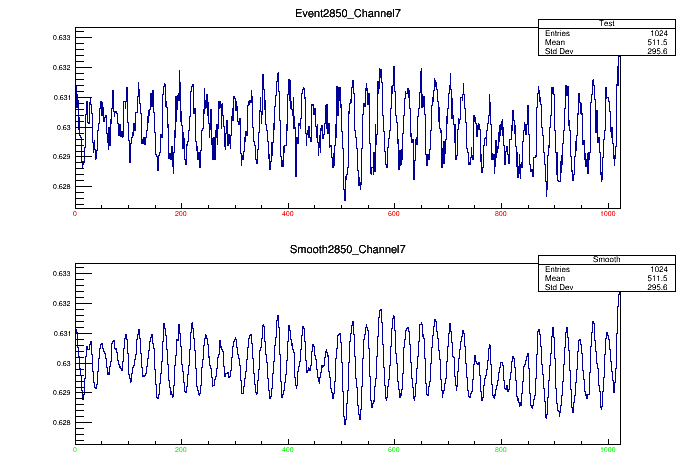 Event2850_Channel7
Test
Entries 1024
Mean 511.5
Std Dev 295.6
0.633
0.632
0.631
0.63
0.629
0.628
0 200 400 600 800 1000
Smooth2850_Channel7
Smooth
Entries 1024
Mean 511.5
Std Dev 295.6
0.633
0.632
0.631
0.63
0.629
0.628
0 200 400 600 800 1000